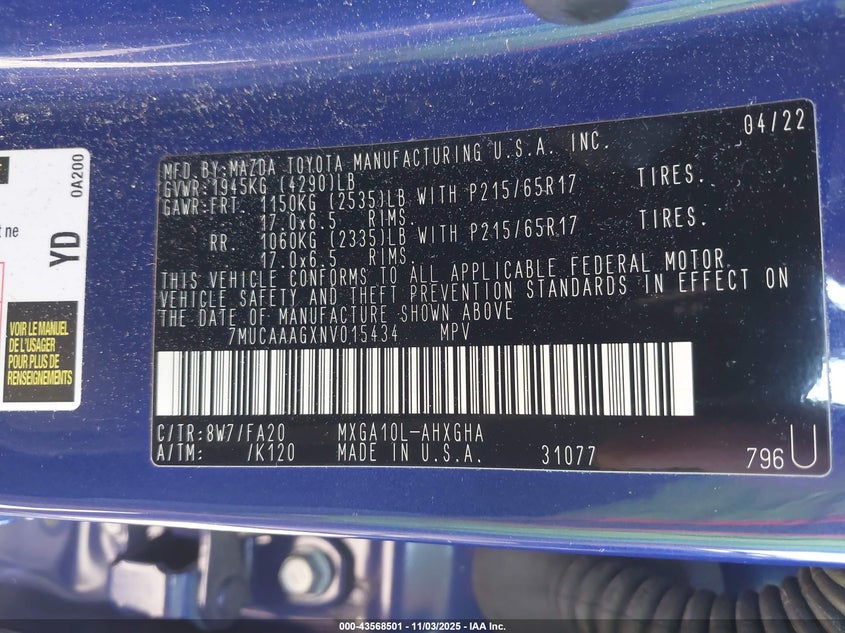 04/22
MFD.BY:MAZDA TOYOTA MANUFACTURING U.S.A. INC.
GVWR:1945KG (4290)LB
GAWR:FRT. 1150KG (2535)LB WITH P215/65R17 TIRES.
17.0x6.5 RIMS.
RR. 1060KG (2335)LB WITH P215/65R17 TIRES.
17.0x6.5 RIMS.
THIS VEHICLE CONFORMS TO ALL APPLICABLE FEDERAL MOTOR
VEHICLE SAFETY AND THEFT PREVENTION STANDARDS IN EFFECT ON
THE DATE OF MANUFACTURE SHOWN ABOVE
7MUCAAAGXNV015434 MPV
C/TR:8W7/FA20 MXGA10L-AHXGHA
A/TM: /K120 MADE IN U.S.A. 31077 796 U
0A200
YD
ne
VOIR LE MANUEL
DE L'USAGER
POUR PLUS DE
RENSEIGNEMENTS
000-43568501 - 11/03/2025 - IAA Inc.